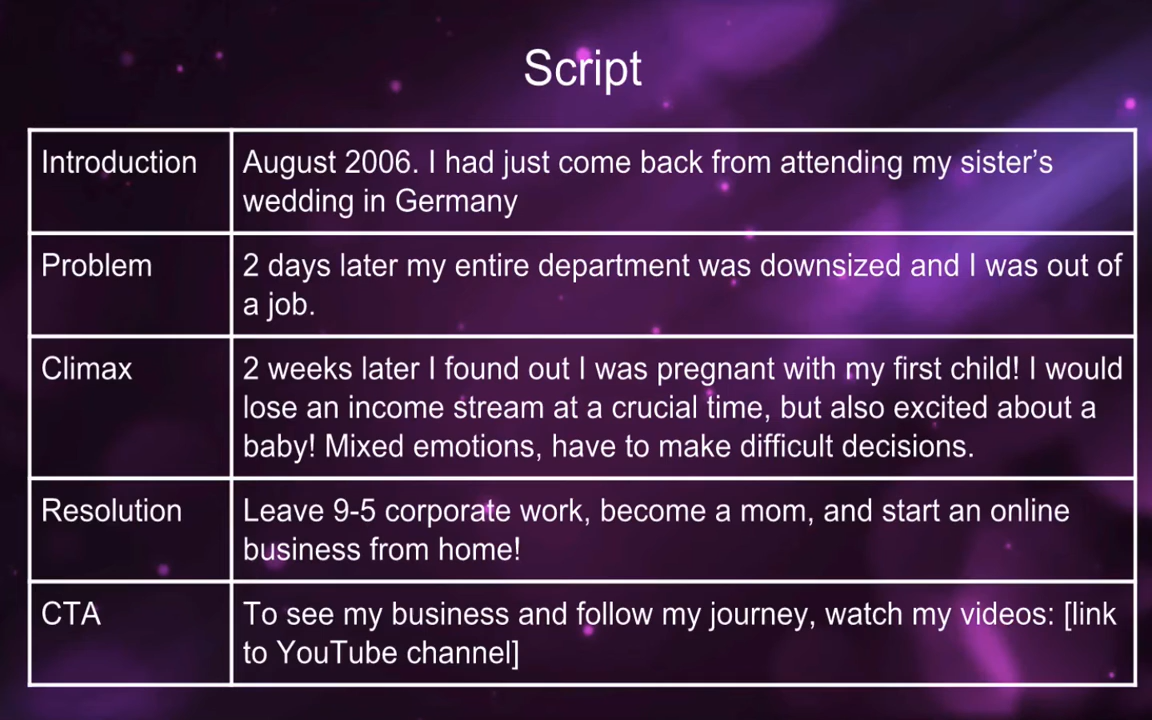 Script
Introduction
August 2006. I had just come back from attending my sister’s
wedding in Germany
Problem
2 days later my entire department was downsized and I was out of
a job.
Climax
2 weeks later I found out I was pregnant with my first child! I would
lose an income stream at a crucial time, but also excited about a
baby! Mixed emotions, have to make difficult decisions.
Resolution
Leave 9-5 corporate work, become a mom, and start an online
business from home!
CTA
To see my business and follow my journey, watch my videos: [link
to YouTube channel]